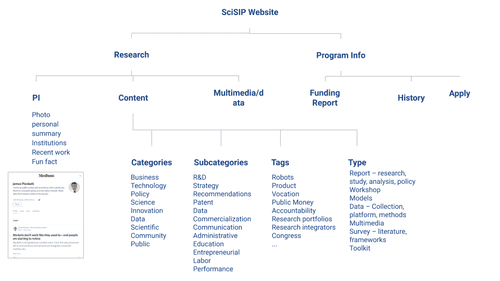 SciSIP Website
Research
Program Info
PI
Content
Multimedia/d
ata
Funding
Report
History
Apply
Photo
personal
summary
Institutions
Recent work
Fun fact
Categories
Business
Technology
Policy
Science
Innovation
Data
Scientific
Community
Public
Subcategories
R&D
Strategy
Recommendations
Patent
Data
Commercialization
Communication
Administrative
Education
Entrepreneurial
Labor
Performance
Tags
Robots
Product
Vocation
Public Money
Accountability
Research portfolios
Research integrators
Congress
...
Type
Report – research,
study, analysis, policy
Workshop
Models
Data – Collection,
platform, methods
Multimedia
Survey – literature,
frameworks
Toolkit
Medium